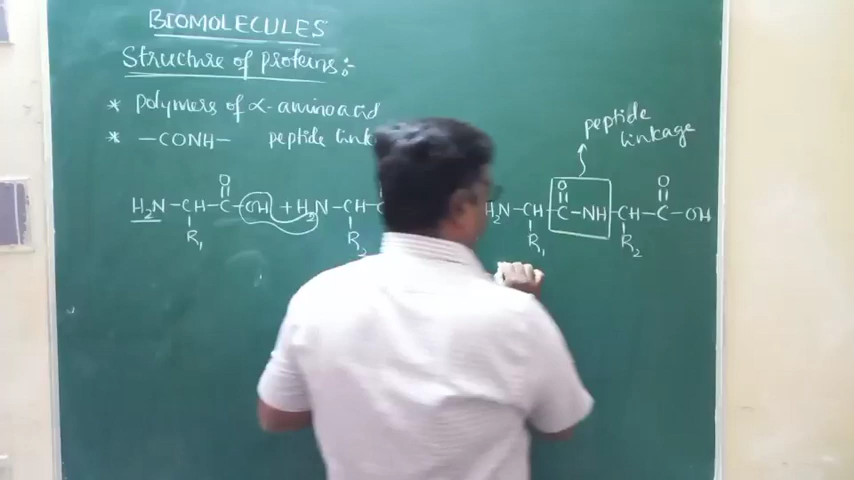 BIOMOLECULES
Structure of proteins:-
* polymers of α-aminoacid
* -CONH- peptide link
peptide
linkage
O O O
H2N-CH-C-OH + H2N-CH-C H2N-CH-C-NH-CH-C-OH
R1 R2 R1 R2